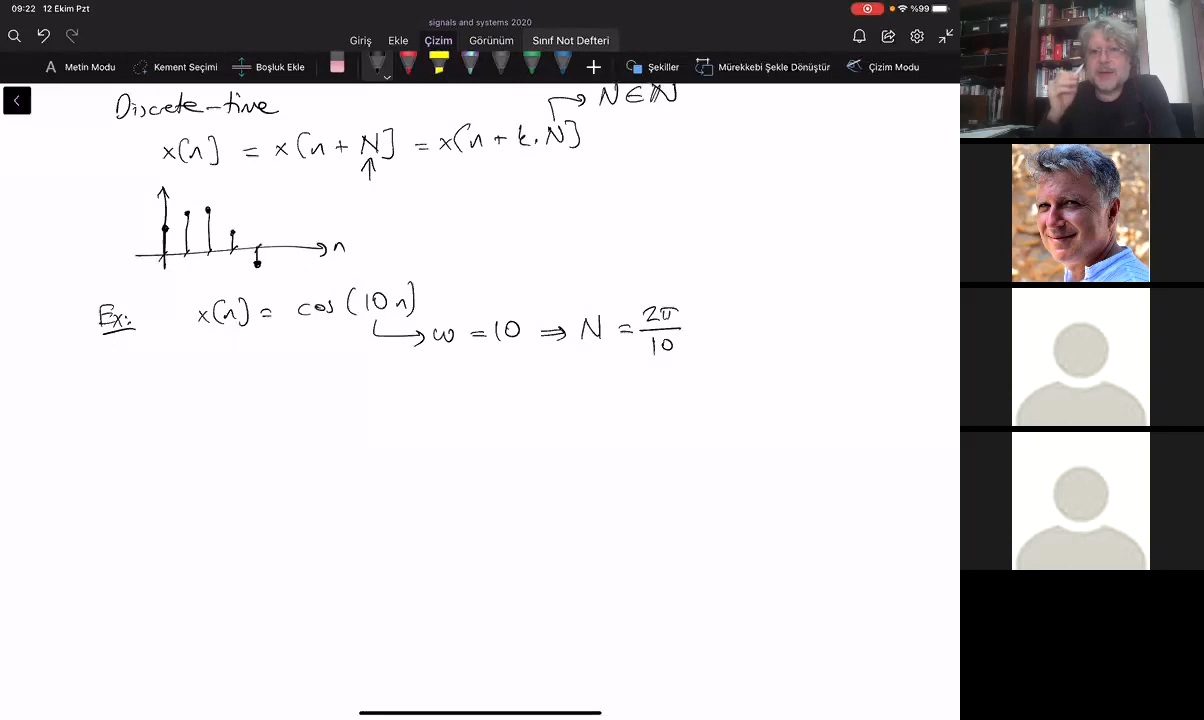 09:22 12 Ekim Pzt
%99
signals and systems 2020
Giriş Ekle Çizim Görünüm Sınıf Not Defteri
Metin Modu Kement Seçimi Boşluk Ekle Şekiller Mürekkebi Şekle Dönüştür Çizim Modu
Discrete-time
N ∈ ℕ
x[n] = x[n + N] = x[n + k.N]
n
Ex: x[n] = cos(10n)
ω = 10 ⇒ N = 2π/10